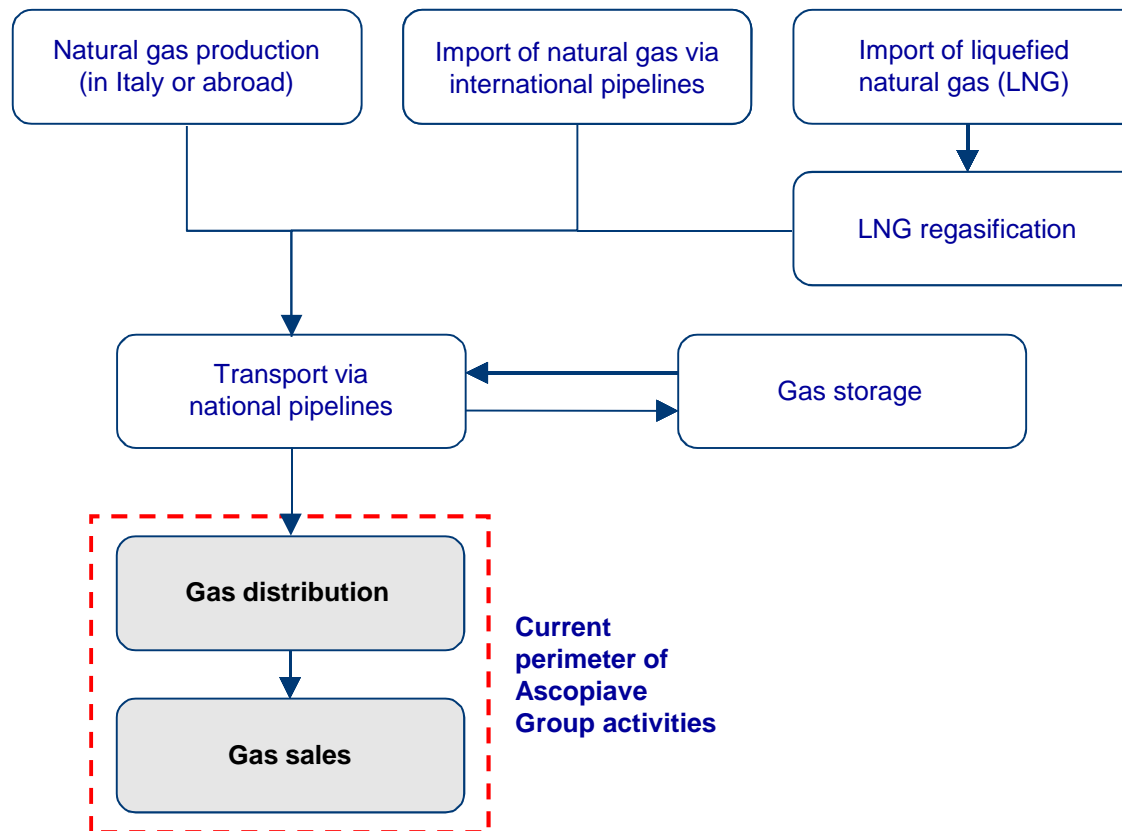 Natural gas production
(in Italy or abroad)
Import of natural gas via
international pipelines
Import of liquefied
natural gas (LNG)
LNG regasification
Transport via
national pipelines
Gas storage
Gas distribution
Current
perimeter of
Ascopiave
Group activities
Gas sales